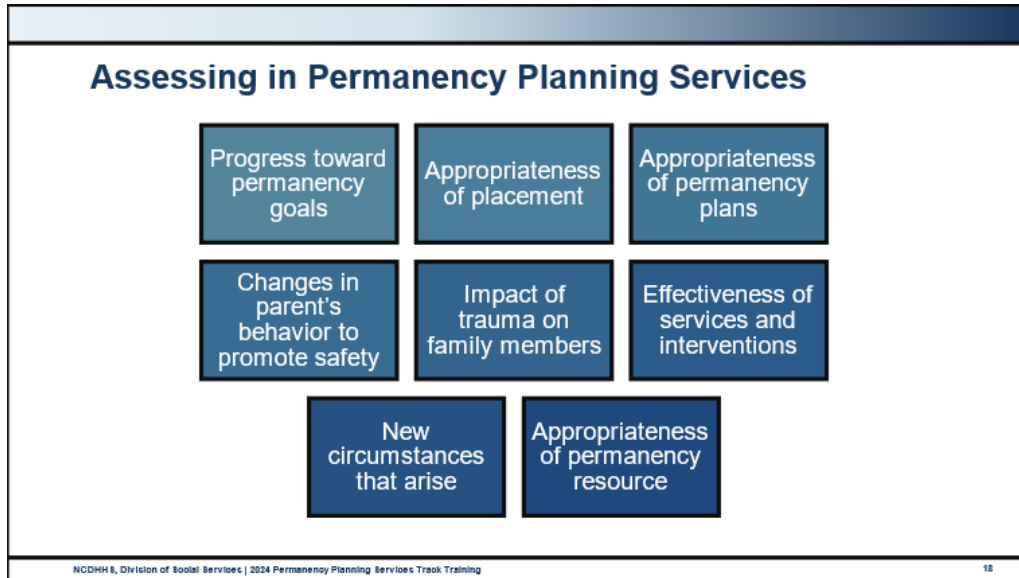 Assessing in Permanency Planning Services
Progress toward
permanency
goals
Appropriateness
of placement
Appropriateness
of permanency
plans
Changes in
parent's
behavior to
promote safety
Impact of
trauma on
family members
Effectiveness of
services and
interventions
New
circumstances
that arise
Appropriateness
of permanency
resource
NCDHHS, Division of Social Services | 2024 Permanency Planning Services Track Training
18